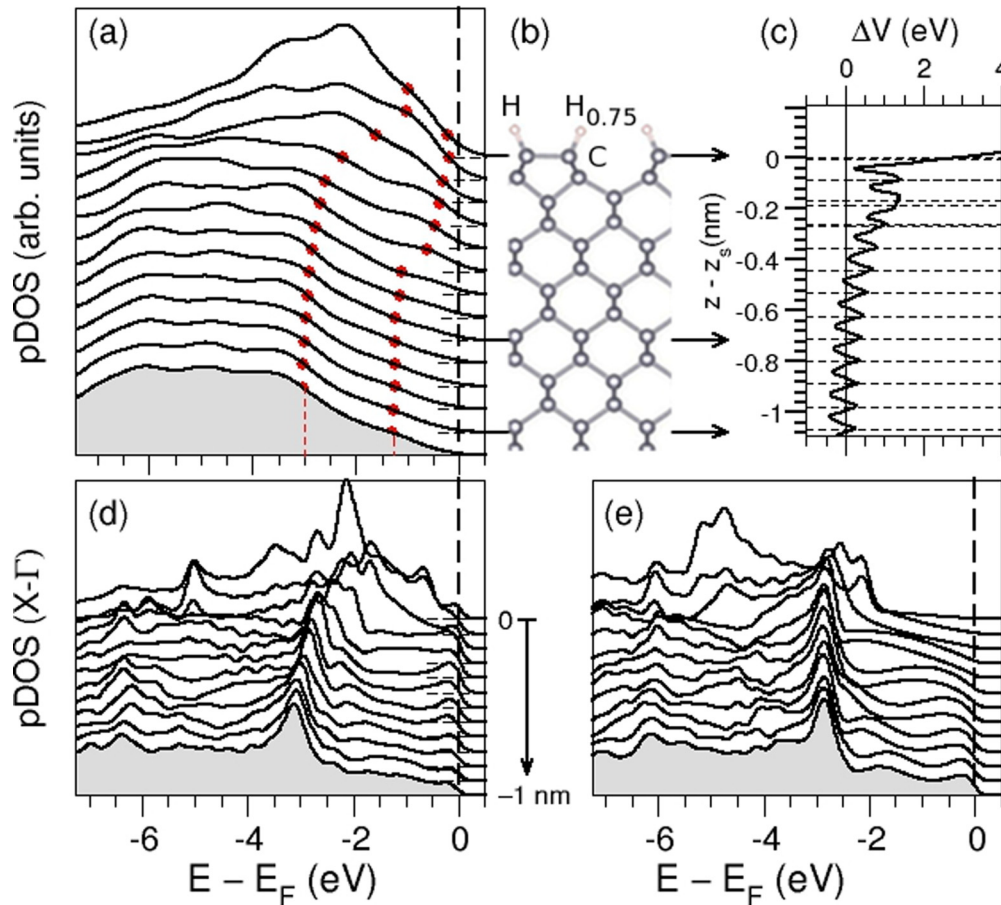 (a)
pDOS (arb. units)
(b)
H
H0.75
C
(c)
ΔV (eV)
0 2 4
z - zs(nm)
0
-0.2
-0.4
-0.6
-0.8
-1
(d)
pDOS (X-Γ)
0
−1 nm
-6 -4 -2 0
E − EF (eV)
(e)
-6 -4 -2 0
E − EF (eV)